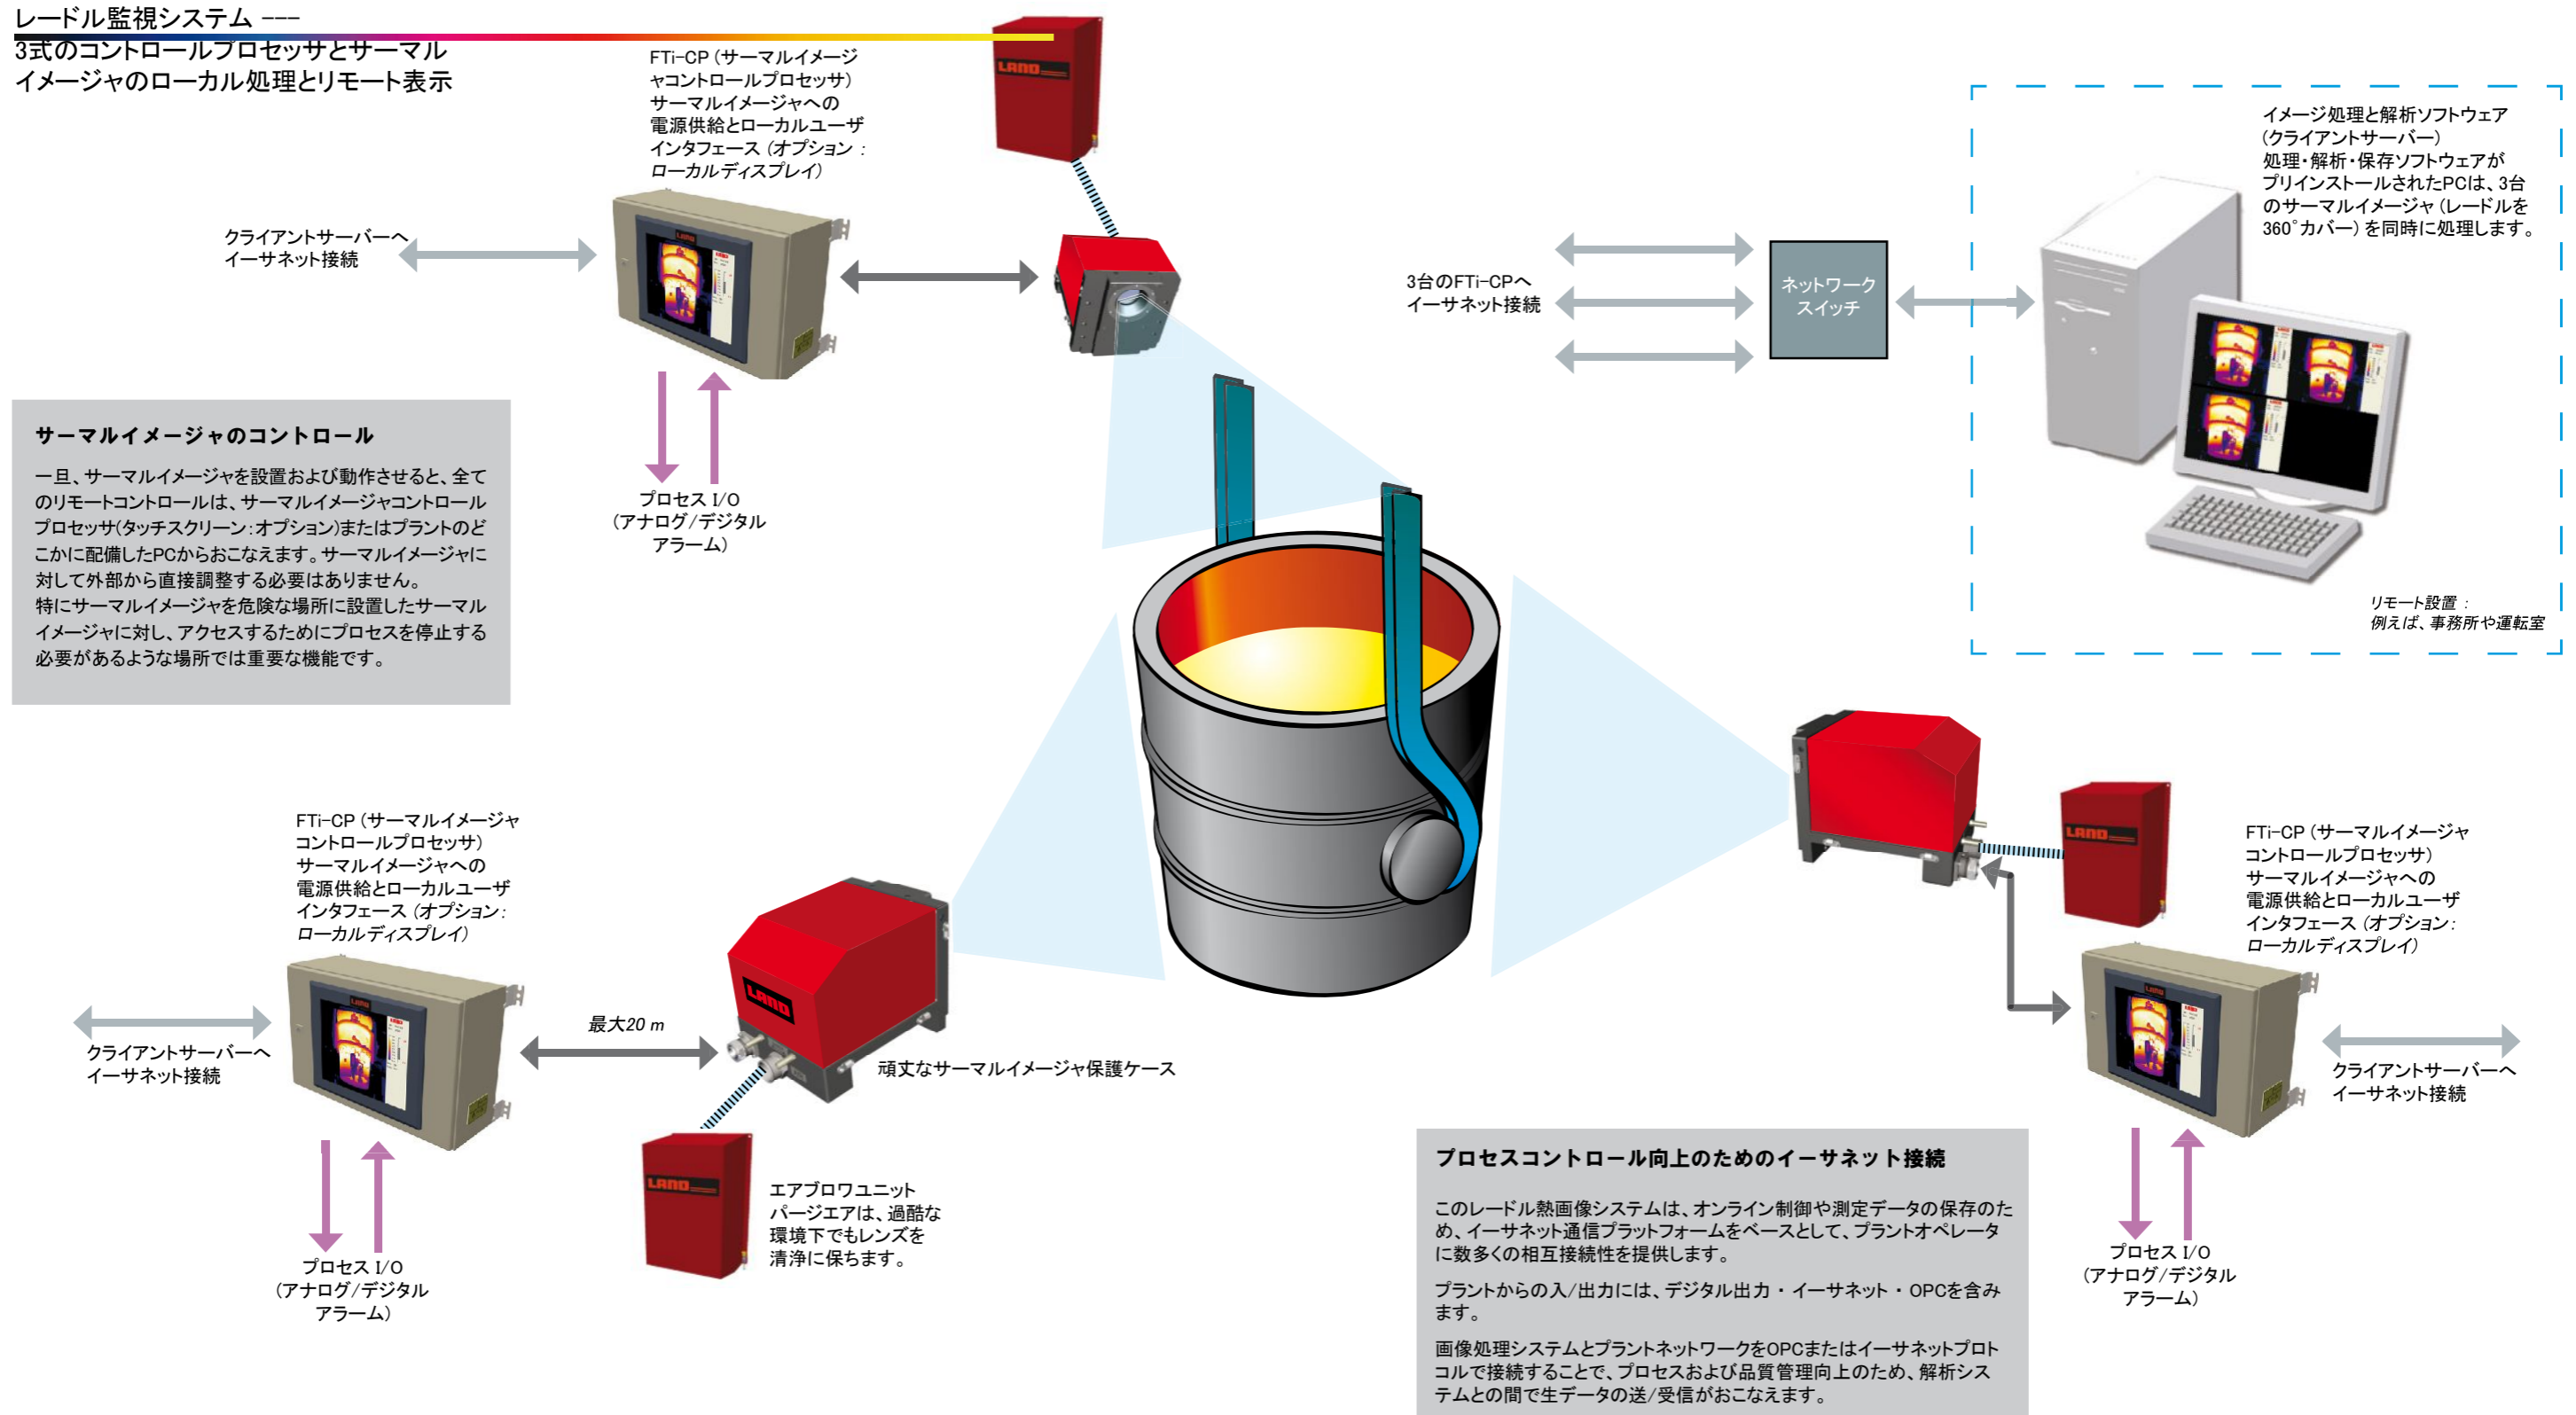 レードル監視システム ---
3式のコントロールプロセッサとサーマル
イメージャのローカル処理とリモート表示
FTi-CP (サーマルイメージ
ャコントロールプロセッサ)
サーマルイメージャへの
電源供給とローカルユーザ
インタフェース (オプション :
ローカルディスプレイ)
LAND
クライアントサーバーへ
イーサネット接続
LAND
プロセス I/O
(アナログ/デジタル
アラーム)
3台のFTi-CPへ
イーサネット接続
ネットワーク
スイッチ
イメージ処理と解析ソフトウェア
(クライアントサーバー)
処理・解析・保存ソフトウェアが
プリインストールされたPCは、3台
のサーマルイメージャ (レードルを
360°カバー) を同時に処理します。
リモート設置 :
例えば、事務所や運転室
サーマルイメージャのコントロール
一旦、サーマルイメージャを設置および動作させると、全て
のリモートコントロールは、サーマルイメージャコントロール
プロセッサ(タッチスクリーン:オプション)またはプラントのど
こかに配備したPCからおこなえます。サーマルイメージャに
対して外部から直接調整する必要はありません。
特にサーマルイメージャを危険な場所に設置したサーマル
イメージャに対し、アクセスするためにプロセスを停止する
必要があるような場所では重要な機能です。
FTi-CP (サーマルイメージャ
コントロールプロセッサ)
サーマルイメージャへの
電源供給とローカルユーザ
インタフェース (オプション:
ローカルディスプレイ)
LAND
クライアントサーバーへ
イーサネット接続
最大20 m
LAND
頑丈なサーマルイメージャ保護ケース
プロセス I/O
(アナログ/デジタル
アラーム)
LAND
エアブロワユニット
パージエアは、過酷な
環境下でもレンズを
清浄に保ちます。
LAND
FTi-CP (サーマルイメージャ
コントロールプロセッサ)
サーマルイメージャへの
電源供給とローカルユーザ
インタフェース (オプション:
ローカルディスプレイ)
LAND
クライアントサーバーへ
イーサネット接続
プロセス I/O
(アナログ/デジタル
アラーム)
プロセスコントロール向上のためのイーサネット接続
このレードル熱画像システムは、オンライン制御や測定データの保存のた
め、イーサネット通信プラットフォームをベースとして、プラントオペレータ
に数多くの相互接続性を提供します。
プラントからの入/出力には、デジタル出力 ・ イーサネット ・ OPCを含み
ます。
画像処理システムとプラントネットワークをOPCまたはイーサネットプロト
コルで接続することで、プロセスおよび品質管理向上のため、解析シス
テムとの間で生データの送/受信がおこなえます。